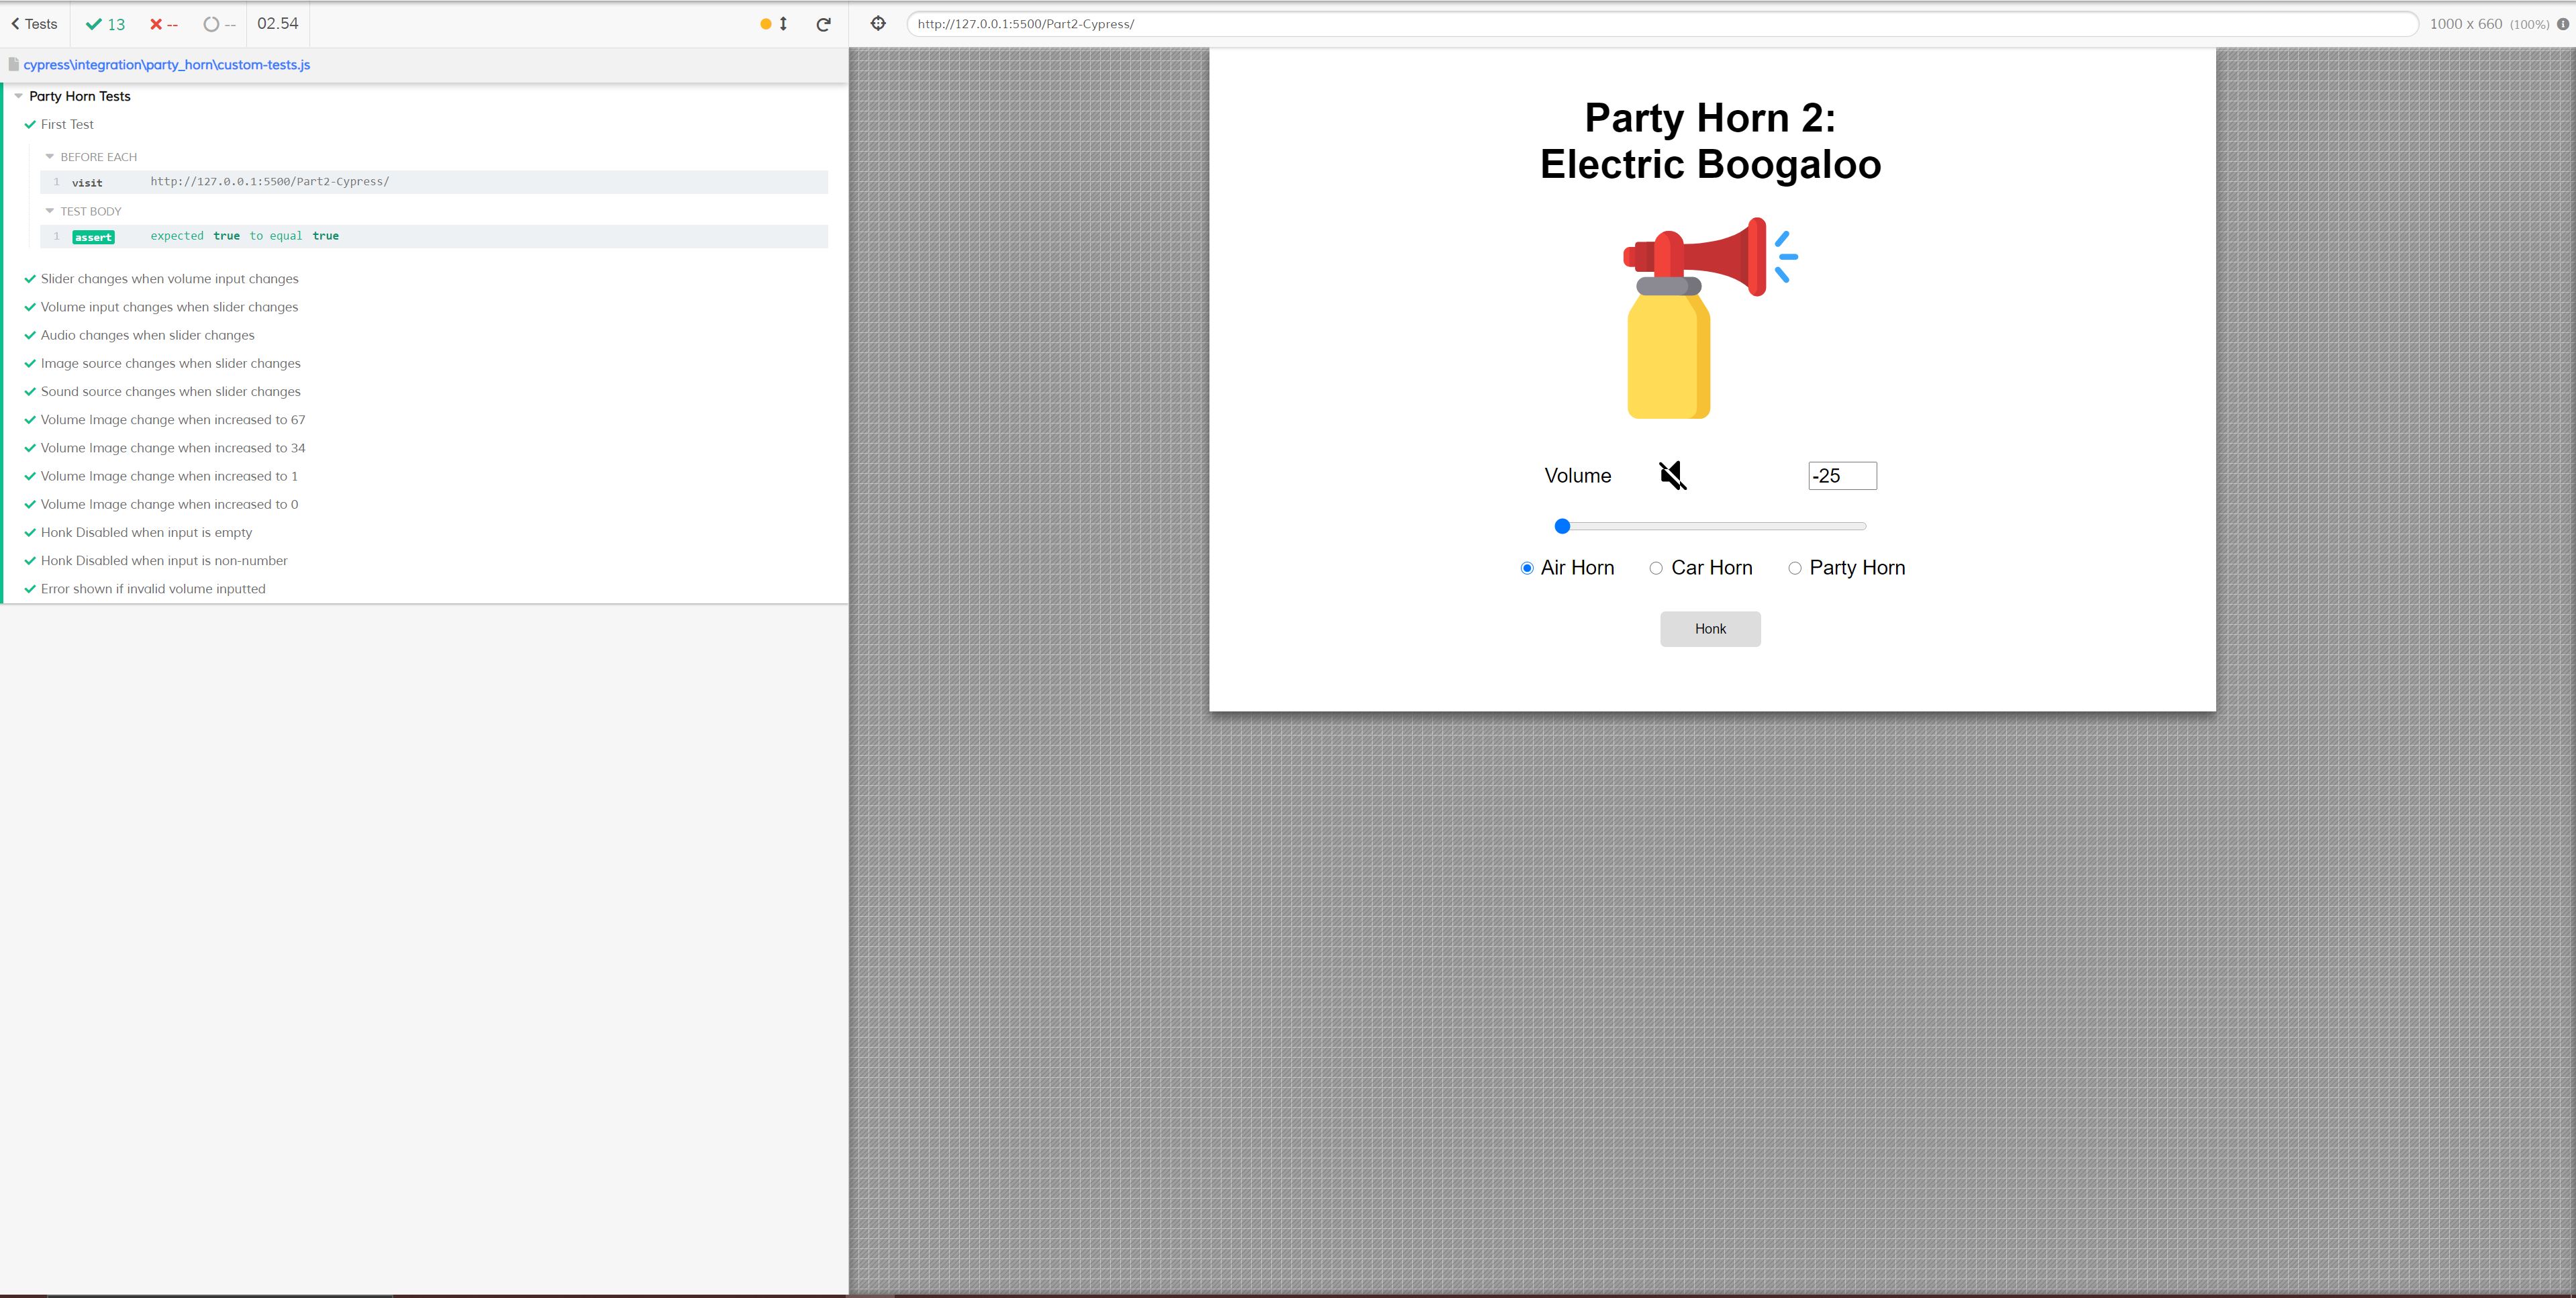 Tests 13 -- -- 02.54
http://127.0.0.1:5500/Part2-Cypress/ 1000 x 660 (100%)
cypress\integration\party_horn\custom-tests.js
Party Horn Tests
First Test
BEFORE EACH
1 visit http://127.0.0.1:5500/Part2-Cypress/
TEST BODY
1 assert expected true to equal true
Slider changes when volume input changes
Volume input changes when slider changes
Audio changes when slider changes
Image source changes when slider changes
Sound source changes when slider changes
Volume Image change when increased to 67
Volume Image change when increased to 34
Volume Image change when increased to 1
Volume Image change when increased to 0
Honk Disabled when input is empty
Honk Disabled when input is non-number
Error shown if invalid volume inputted
Party Horn 2:
Electric Boogaloo
Volume -25
Air Horn Car Horn Party Horn
Honk